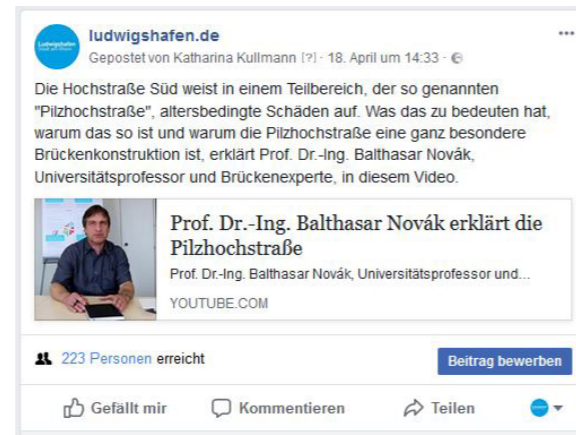 ludwigshafen.de
Gepostet von Katharina Kullmann [?] · 18. April um 14:33 ·
Die Hochstraße Süd weist in einem Teilbereich, der so genannten
"Pilzhochstraße", altersbedingte Schäden auf. Was das zu bedeuten hat,
warum das so ist und warum die Pilzhochstraße eine ganz besondere
Brückenkonstruktion ist, erklärt Prof. Dr.-Ing. Balthasar Novák,
Universitätsprofessor und Brückenexperte, in diesem Video.
Prof. Dr.-Ing. Balthasar Novák erklärt die
Pilzhochstraße
Prof. Dr.-Ing. Balthasar Novák, Universitätsprofessor und...
YOUTUBE.COM
223 Personen erreicht
Beitrag bewerben
Gefällt mir Kommentieren Teilen